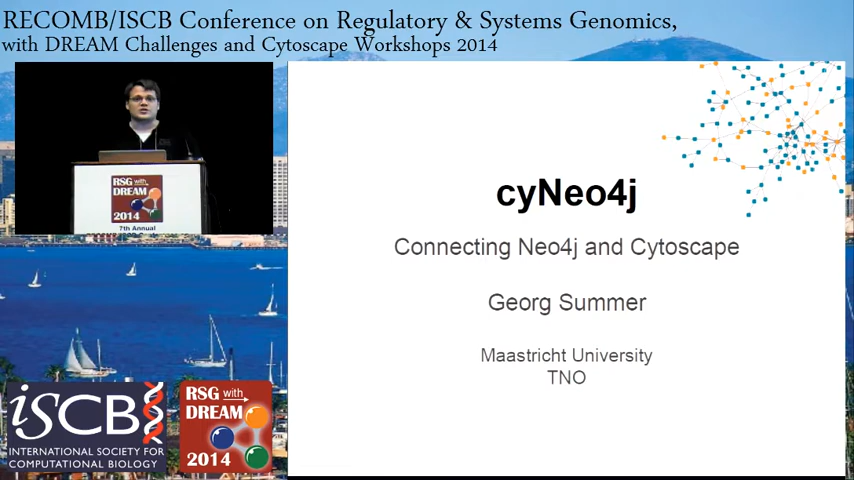 RECOMB/ISCB Conference on Regulatory & Systems Genomics,
with DREAM Challenges and Cytoscape Workshops 2014
RSG with
DREAM
2014
7th Annual
cyNeo4j
Connecting Neo4j and Cytoscape
Georg Summer
Maastricht University
TNO
iSCB
INTERNATIONAL SOCIETY FOR
COMPUTATIONAL BIOLOGY
RSG with
DREAM
2014